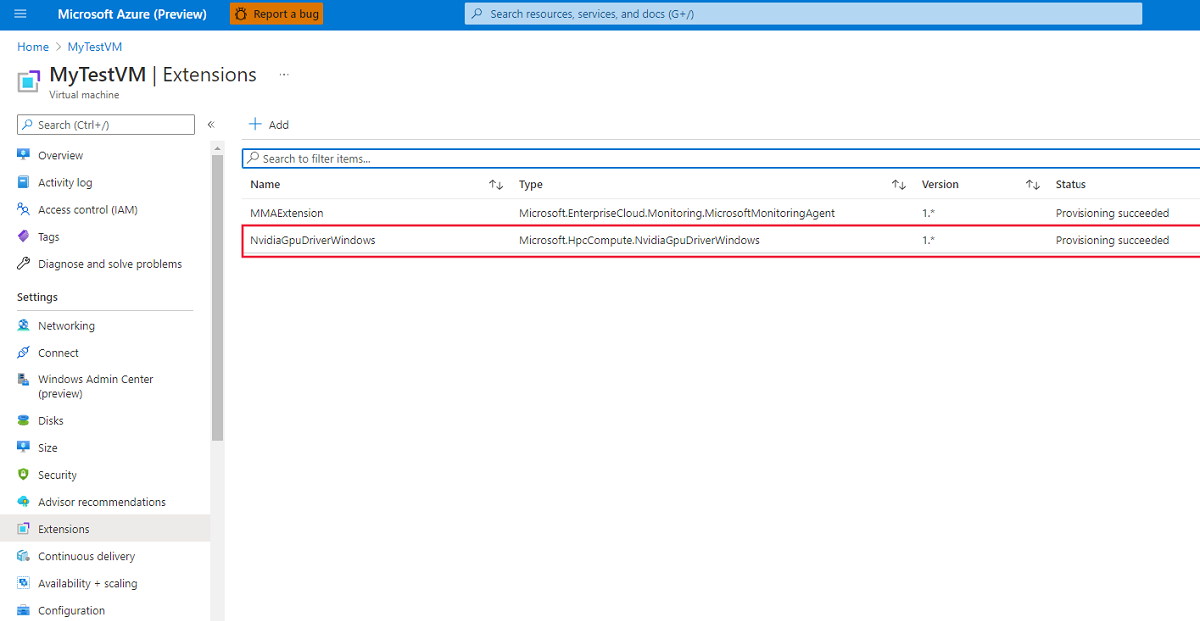 Microsoft Azure (Preview) Report a bug Search resources, services, and docs (G+/)
Home > MyTestVM
MyTestVM | Extensions ...
Virtual machine
Search (Ctrl+/) «
Overview
Activity log
Access control (IAM)
Tags
Diagnose and solve problems
Settings
Networking
Connect
Windows Admin Center
(preview)
Disks
Size
Security
Advisor recommendations
Extensions
Continuous delivery
Availability + scaling
Configuration
+ Add
Search to filter items...
Name ↑↓ Type ↑↓ Version ↑↓ Status
MMAExtension Microsoft.EnterpriseCloud.Monitoring.MicrosoftMonitoringAgent 1.* Provisioning succeeded
NvidiaGpuDriverWindows Microsoft.HpcCompute.NvidiaGpuDriverWindows 1.* Provisioning succeeded